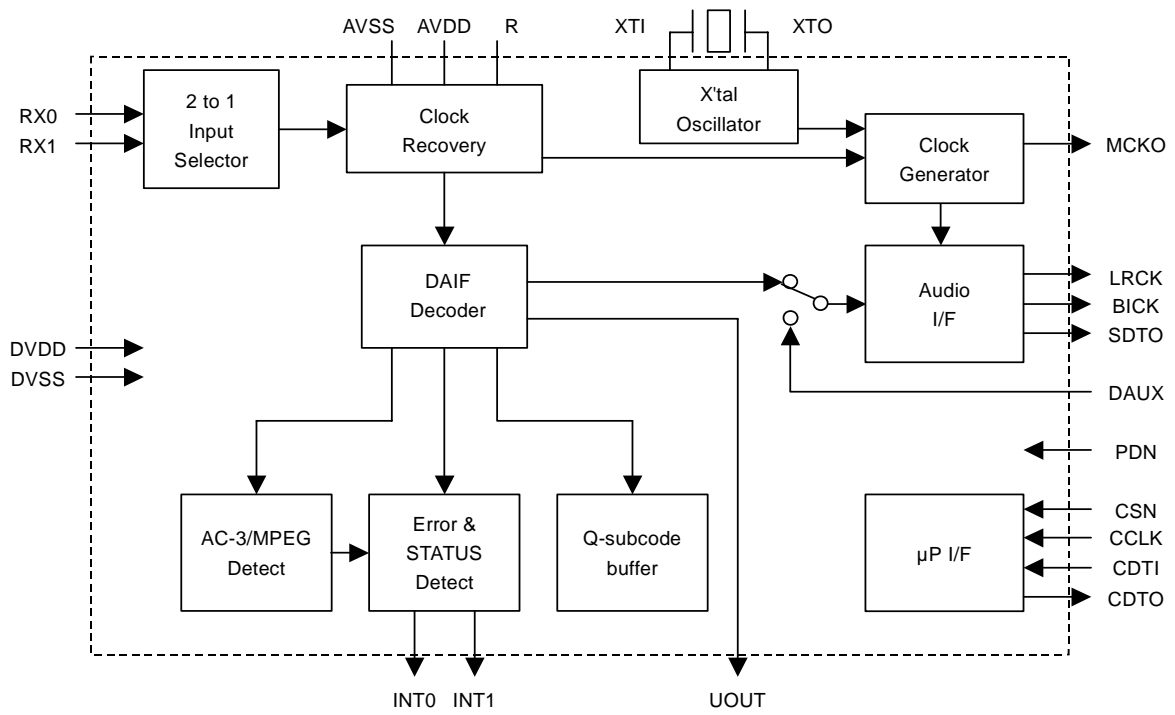 AVSS AVDD R
XTI XTO
RX0
RX1
2 to 1
Input
Selector
Clock
Recovery
X'tal
Oscillator
Clock
Generator
MCKO
DAIF
Decoder
Audio
I/F
LRCK
BICK
SDTO
DVDD
DVSS
DAUX
PDN
AC-3/MPEG
Detect
Error &
STATUS
Detect
Q-subcode
buffer
µP I/F
CSN
CCLK
CDTI
CDTO
INT0 INT1
UOUT